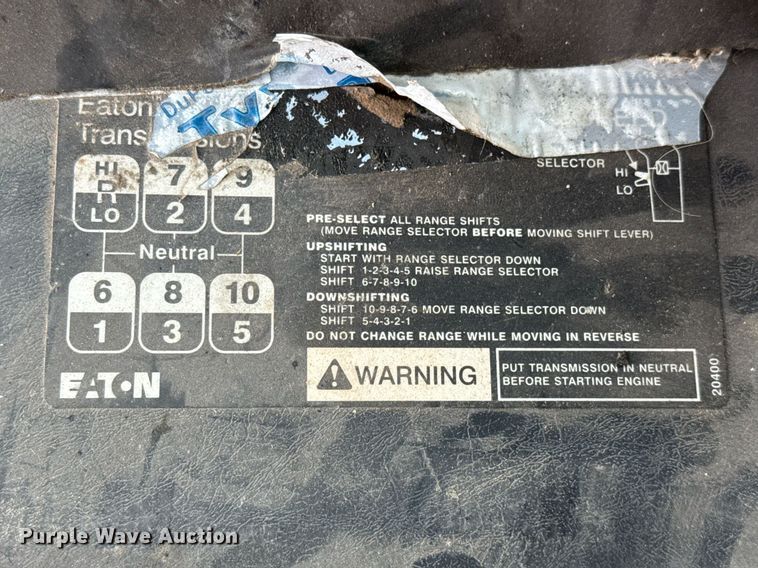 Eaton
Transmissions
HI 7 9
R
LO 2 4
Neutral
6 8 10
1 3 5
EATON
SELECTOR
HI
LO
PRE-SELECT ALL RANGE SHIFTS
(MOVE RANGE SELECTOR BEFORE MOVING SHIFT LEVER)
UPSHIFTING
START WITH RANGE SELECTOR DOWN
SHIFT 1-2-3-4-5 RAISE RANGE SELECTOR
SHIFT 6-7-8-9-10
DOWNSHIFTING
SHIFT 10-9-8-7-6 MOVE RANGE SELECTOR DOWN
SHIFT 5-4-3-2-1
DO NOT CHANGE RANGE WHILE MOVING IN REVERSE
WARNING
PUT TRANSMISSION IN NEUTRAL
BEFORE STARTING ENGINE
20400
Purple Wave Auction